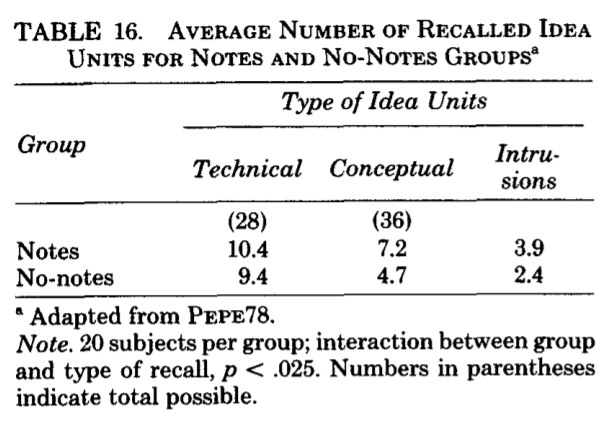 TABLE 16. AVERAGE NUMBER OF RECALLED IDEA
UNITS FOR NOTES AND NO-NOTES GROUPSa
Type of Idea Units
Group
Technical Conceptual Intru-
sions
(28) (36)
Notes 10.4 7.2 3.9
No-notes 9.4 4.7 2.4
a Adapted from PEPE78.
Note. 20 subjects per group; interaction between group
and type of recall, p < .025. Numbers in parentheses
indicate total possible.